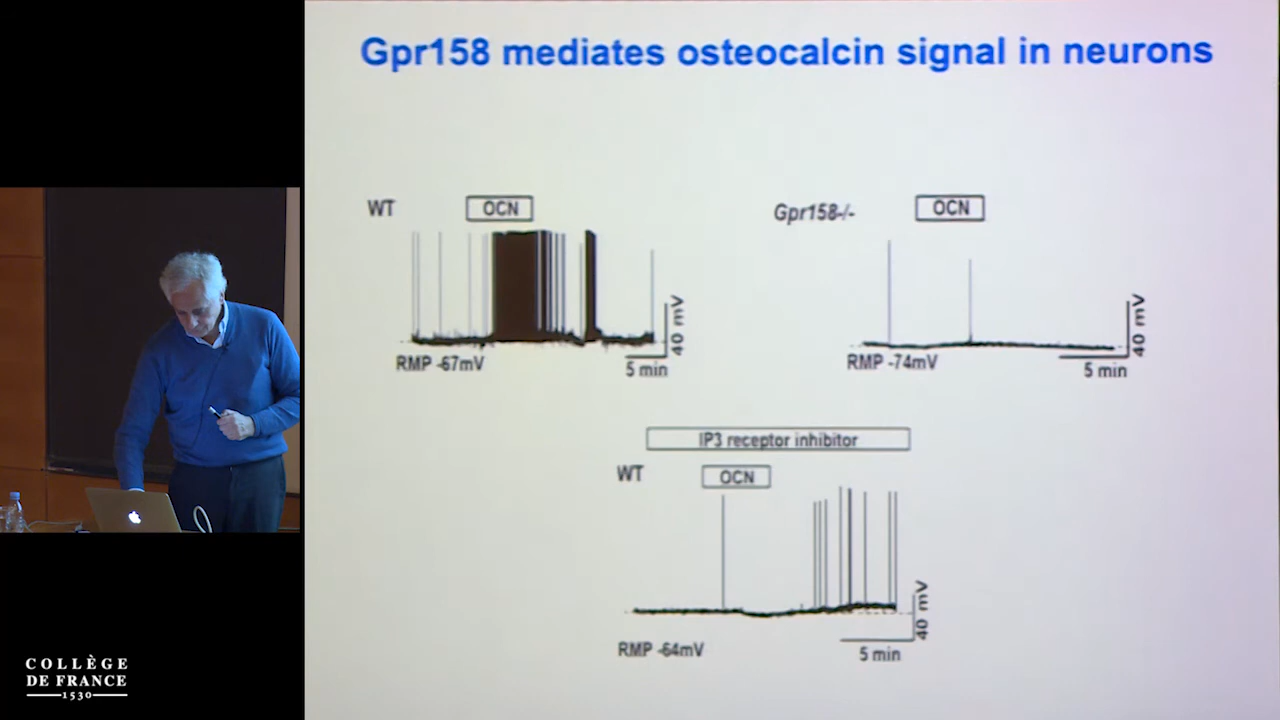 Gpr158 mediates osteocalcin signal in neurons
WT
OCN
40 mV
RMP -67mV
5 min
Gpr158-/-
OCN
40 mV
RMP -74mV
5 min
IP3 receptor inhibitor
WT
OCN
40 mV
RMP -64mV
5 min
COLLÈGE
DE FRANCE
1530